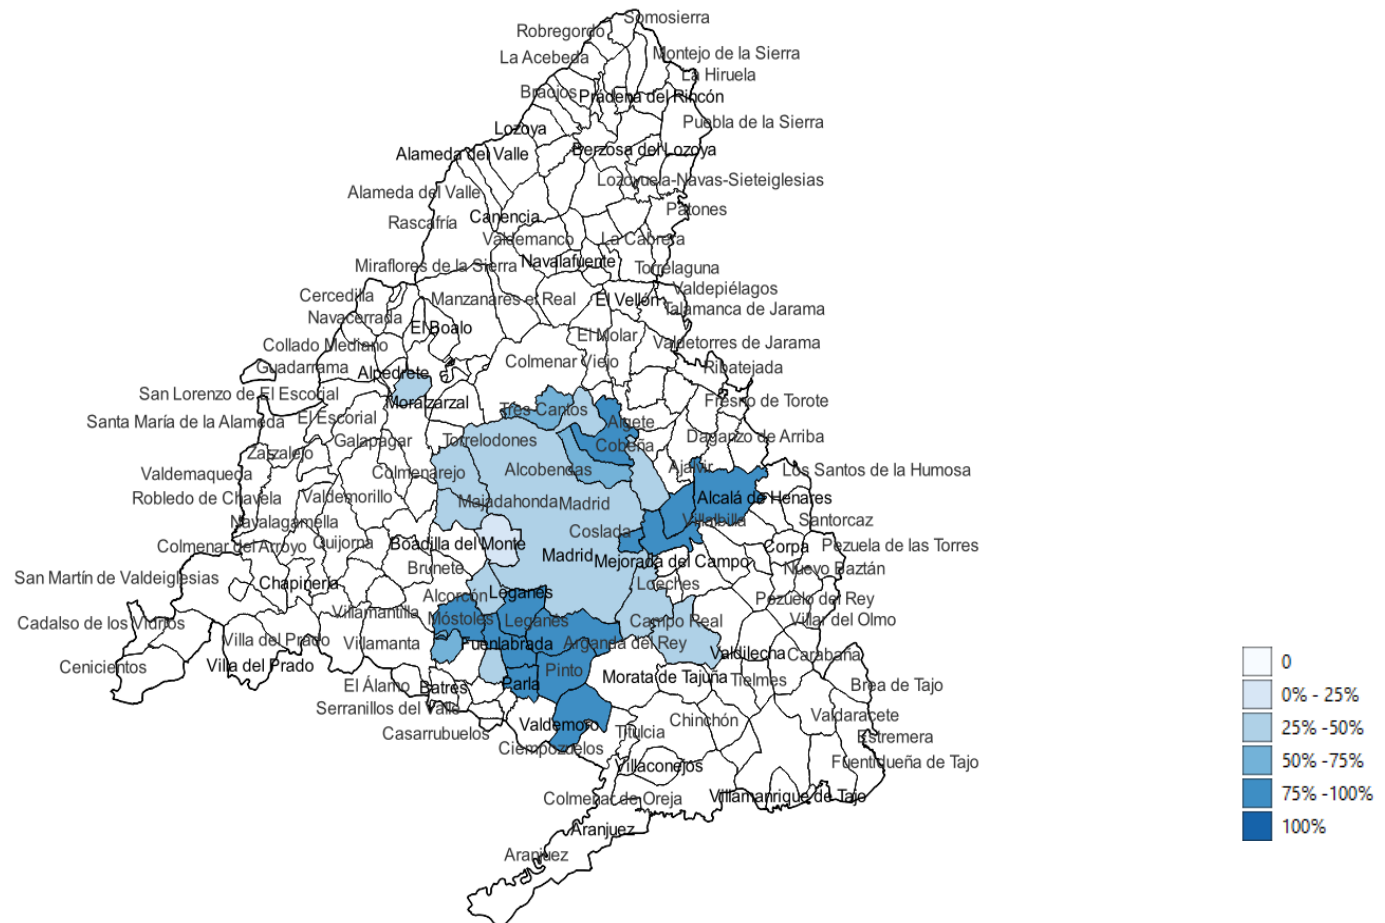 Somosierra
Robregordo
Montejo de la Sierra
La Acebeda
La Hiruela
Braojos
Prádena del Rincón
Puebla de la Sierra
Lozoya
Berzosa del Lozoya
Alameda del Valle
Lozoyuela-Navas-Sieteiglesias
Alameda del Valle
Patones
Canencia
Rascafría
Valdemanco
La Cabrera
Navalafuente
Miraflores de la Sierra
Torrelaguna
Valdepiélagos
Cercedilla
Manzanares el Real
El Vellón
Talamanca de Jarama
Navacerrada
El Boalo
El Molar
Valdetorres de Jarama
Collado Mediano
Colmenar Viejo
Guadarrama
Ribatejada
Alpedrete
San Lorenzo de El Escorial
Moralzarzal
Fresno de Torote
Tres Cantos
El Escorial
Santa María de la Alameda
Algete
Daganzo de Arriba
Galapagar
Torrelodones
Cobeña
Zarzalejo
Ajalvir
Los Santos de la Humosa
Alcobendas
Colmenarejo
Valdemaqueda
Robledo de Chavela
Valdemorillo
Majadahonda
Madrid
Alcalá de Henares
Navalagamella
Villalbilla
Santorcaz
Coslada
Colmenar del Arroyo
Quijorna
Boadilla del Monte
Corpa
Pezuela de las Torres
Madrid
Mejorada del Campo
Brunete
Nuevo Baztán
San Martín de Valdeiglesias
Chapinería
Loeches
Alcorcón
Leganés
Pozuelo del Rey
Villamantilla
Móstoles
Leganés
Campo Real
Villar del Olmo
Cadalso de los Vidrios
Villa del Prado
Villamanta
Fuenlabrada
Arganda del Rey
Valdilecha
Carabaña
Cenicientos
Villa del Prado
Pinto
Morata de Tajuña
Tielmes
El Álamo
Batres
Parla
Brea de Tajo
Serranillos del Valle
Valdemoro
Chinchón
Valdaracete
Casarrubuelos
Titulcia
Estremera
Ciempozuelos
Villaconejos
Fuentidueña de Tajo
Colmenar de Oreja
Villamanrique de Tajo
Aranjuez
Aranjuez
0
0% - 25%
25% -50%
50% -75%
75% -100%
100%